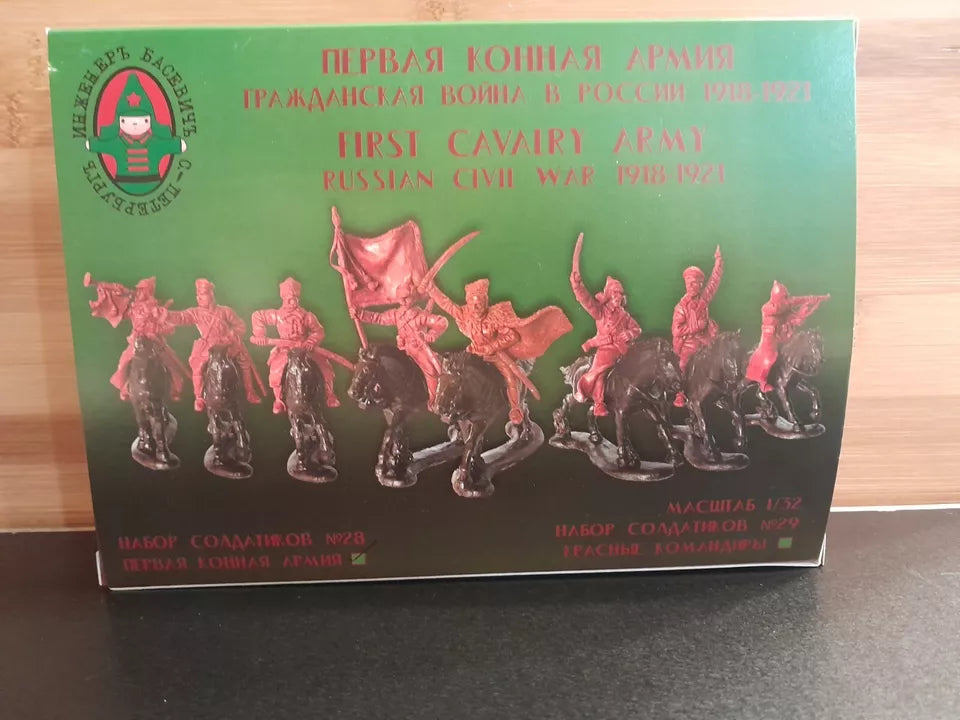 ИНЖЕНЕРЪ БАСЕВИЧЪ С-ПЕТЕРБУРГЪ
ПЕРВАЯ КОННАЯ АРМИЯ
ГРАЖДАНСКАЯ ВОЙНА В РОССИИ 1918-1921
FIRST CAVALRY ARMY
RUSSIAN CIVIL WAR 1918-1921
МАСШТАБ 1/32
НАБОР СОЛДАТИКОВ №28
ПЕРВАЯ КОННАЯ АРМИЯ
НАБОР СОЛДАТИКОВ №29
КРАСНЫЕ КОМАНДИРЫ